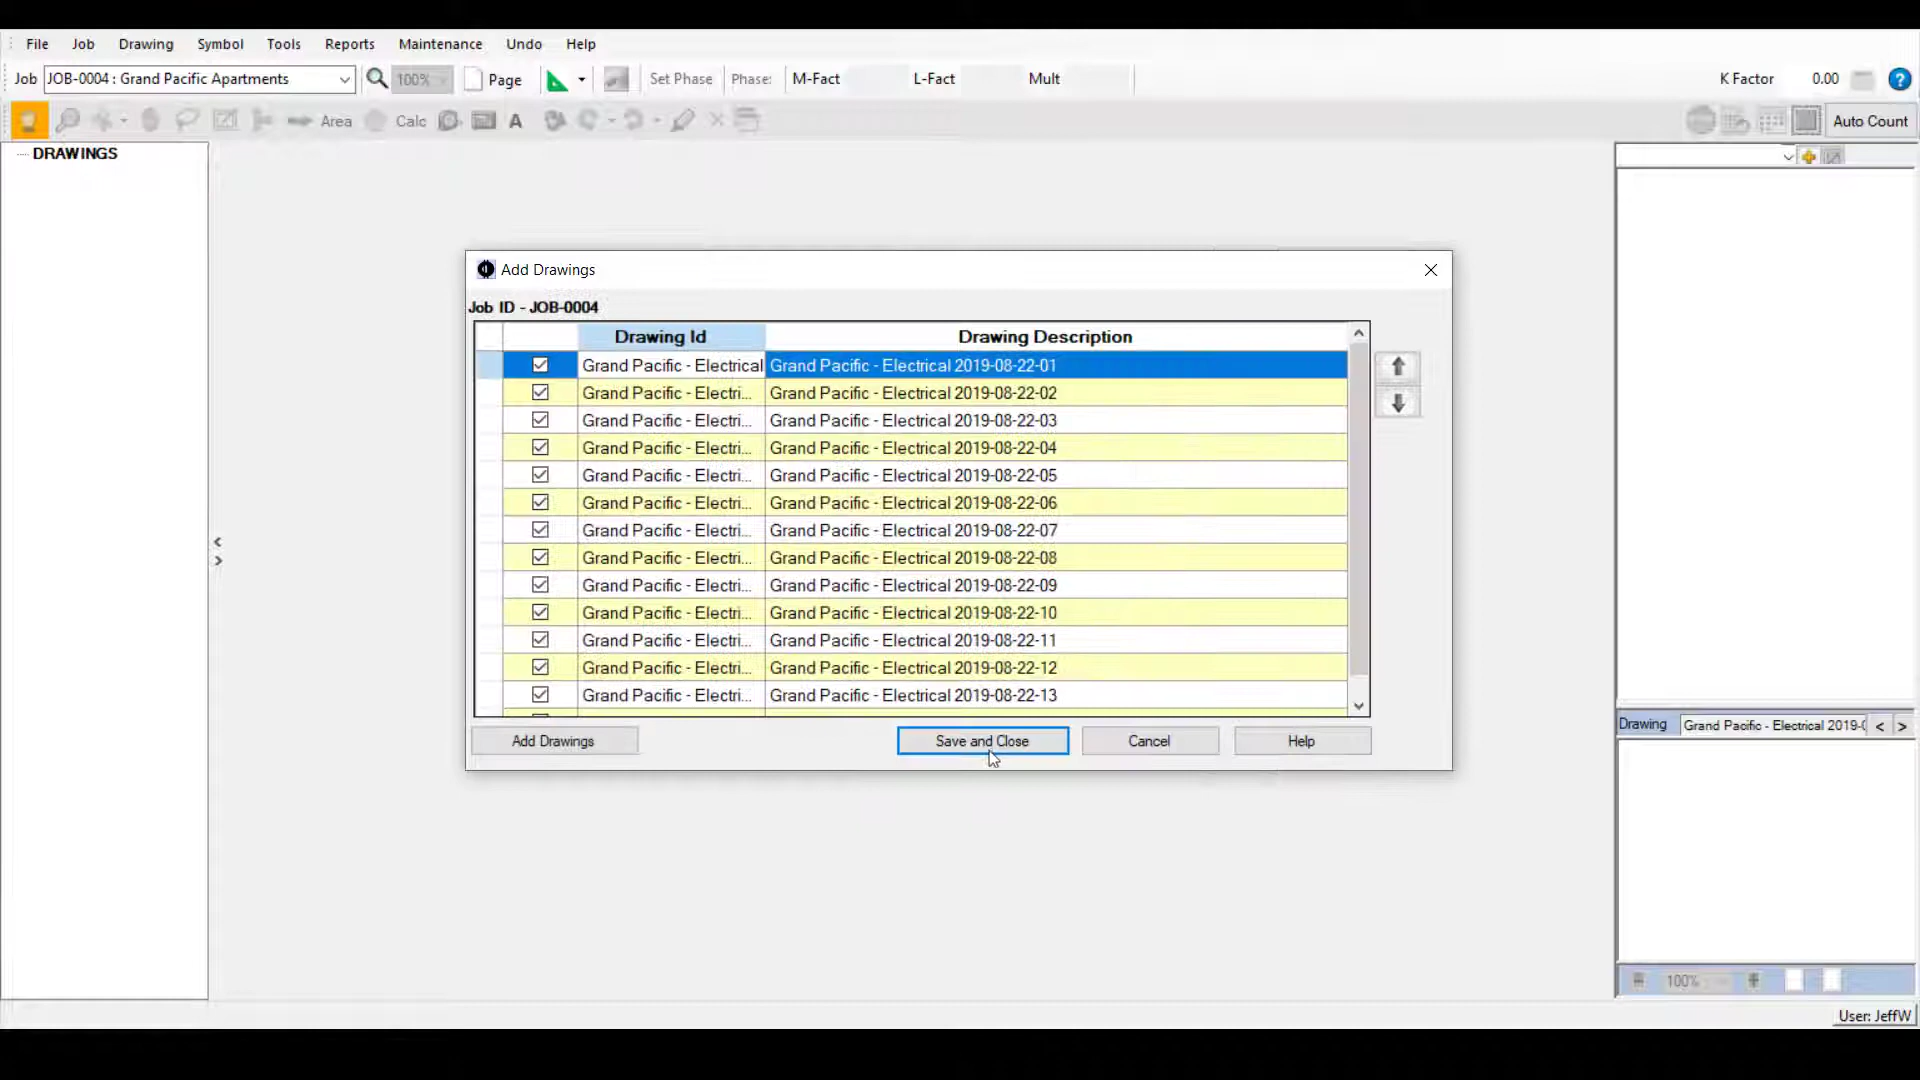 File Job Drawing Symbol Tools Reports Maintenance Undo Help
Job JOB-0004 : Grand Pacific Apartments 100% Page Set Phase Phase: M-Fact L-Fact Mult K Factor 0.00 ?
Area Calc A Auto Count
DRAWINGS
Add Drawings
Job ID - JOB-0004
Drawing Id Drawing Description
Grand Pacific - Electrical Grand Pacific - Electrical 2019-08-22-01
Grand Pacific - Electri... Grand Pacific - Electrical 2019-08-22-02
Grand Pacific - Electri... Grand Pacific - Electrical 2019-08-22-03
Grand Pacific - Electri... Grand Pacific - Electrical 2019-08-22-04
Grand Pacific - Electri... Grand Pacific - Electrical 2019-08-22-05
Grand Pacific - Electri... Grand Pacific - Electrical 2019-08-22-06
Grand Pacific - Electri... Grand Pacific - Electrical 2019-08-22-07
Grand Pacific - Electri... Grand Pacific - Electrical 2019-08-22-08
Grand Pacific - Electri... Grand Pacific - Electrical 2019-08-22-09
Grand Pacific - Electri... Grand Pacific - Electrical 2019-08-22-10
Grand Pacific - Electri... Grand Pacific - Electrical 2019-08-22-11
Grand Pacific - Electri... Grand Pacific - Electrical 2019-08-22-12
Grand Pacific - Electri... Grand Pacific - Electrical 2019-08-22-13
Add Drawings Save and Close Cancel Help
Drawing Grand Pacific - Electrical 2019-
100%
User: JeffW